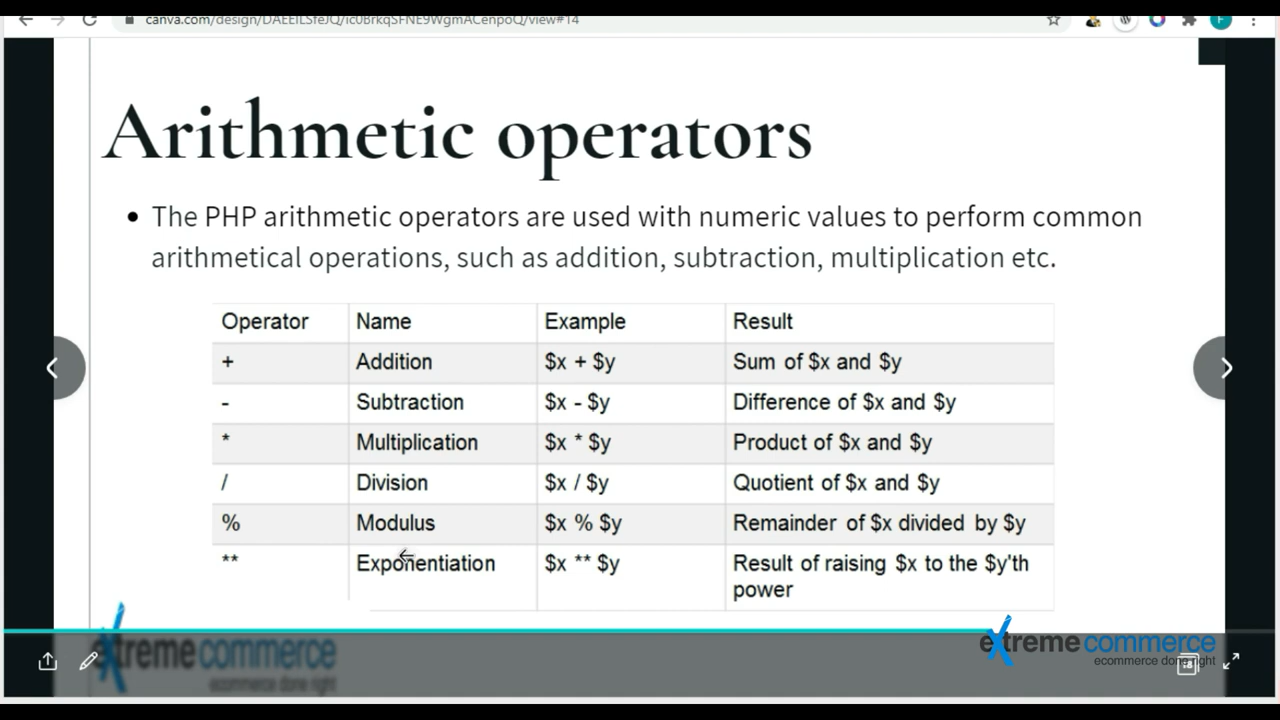 canva.com/design/DAEEILSfeJQ/ic0BrkqSFNE9WgmACenpoQ/view#14
F
Arithmetic operators
• The PHP arithmetic operators are used with numeric values to perform common
arithmetical operations, such as addition, subtraction, multiplication etc.
Operator Name Example Result
+ Addition $x + $y Sum of $x and $y
- Subtraction $x - $y Difference of $x and $y
* Multiplication $x * $y Product of $x and $y
/ Division $x / $y Quotient of $x and $y
% Modulus $x % $y Remainder of $x divided by $y
** Exponentiation $x ** $y Result of raising $x to the $y'th
power
extreme commerce
ecommerce done right
extreme commerce
ecommerce done right